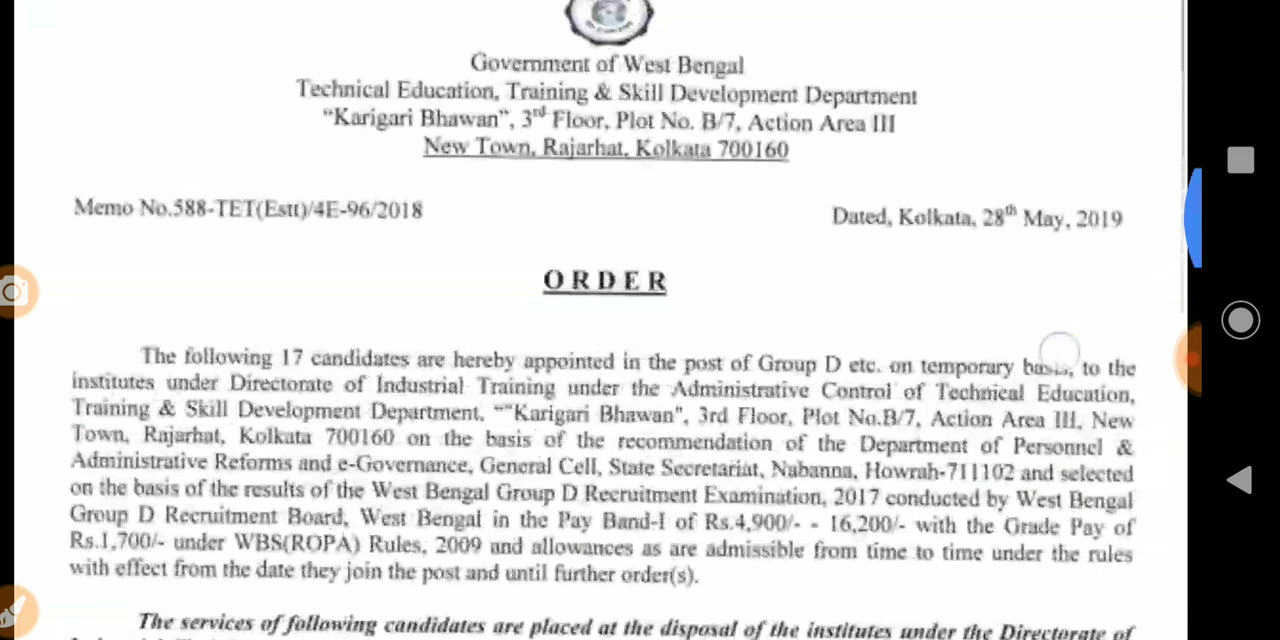 Government of West Bengal
Technical Education, Training & Skill Development Department
“Karigari Bhawan”, 3rd Floor, Plot No. B/7, Action Area III
New Town, Rajarhat, Kolkata 700160
Memo No.588-TET(Estt)/4E-96/2018
Dated, Kolkata, 28th May, 2019
ORDER
The following 17 candidates are hereby appointed in the post of Group D etc. on temporary basis, to the
institutes under Directorate of Industrial Training under the Administrative Control of Technical Education,
Training & Skill Development Department, “"Karigari Bhawan", 3rd Floor, Plot No.B/7, Action Area III, New
Town, Rajarhat, Kolkata 700160 on the basis of the recommendation of the Department of Personnel &
Administrative Reforms and e-Governance, General Cell, State Secretariat, Nabanna, Howrah-711102 and selected
on the basis of the results of the West Bengal Group D Recruitment Examination, 2017 conducted by West Bengal
Group D Recruitment Board, West Bengal in the Pay Band-I of Rs.4,900/- - 16,200/- with the Grade Pay of
Rs.1,700/- under WBS(ROPA) Rules, 2009 and allowances as are admissible from time to time under the rules
with effect from the date they join the post and until further order(s).
The services of following candidates are placed at the disposal of the institutes under the Directorate of